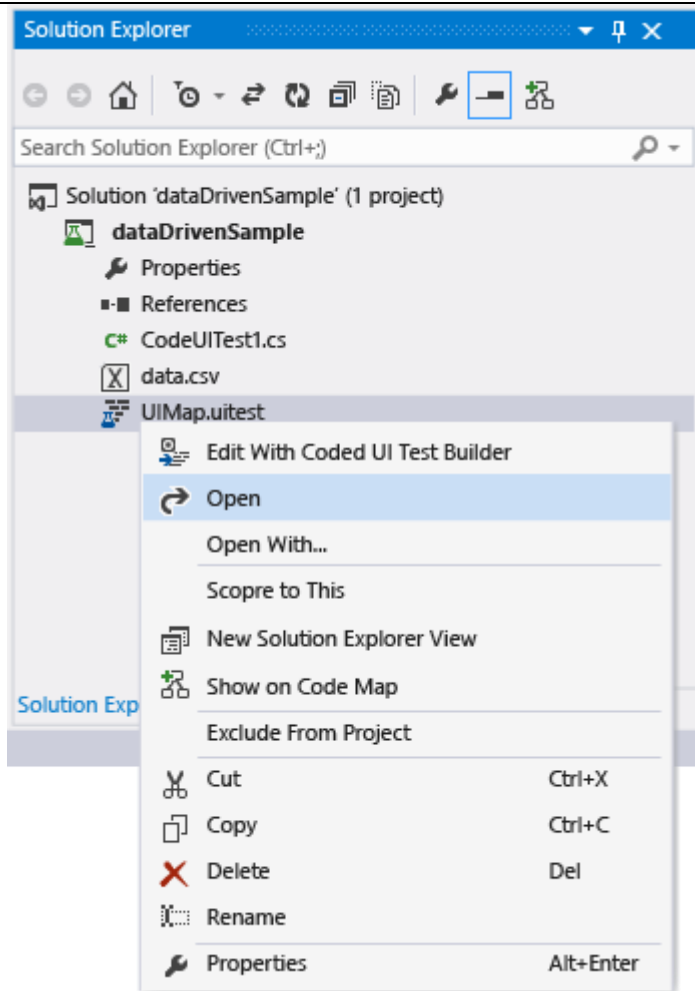 Solution Explorer
Search Solution Explorer (Ctrl+;)
Solution 'dataDrivenSample' (1 project)
dataDrivenSample
Properties
References
C# CodeUITest1.cs
data.csv
UIMap.uitest
Edit With Coded UI Test Builder
Open
Open With...
Scopre to This
New Solution Explorer View
Show on Code Map
Solution Exp
Exclude From Project
Cut Ctrl+X
Copy Ctrl+C
Delete Del
Rename
Properties Alt+Enter